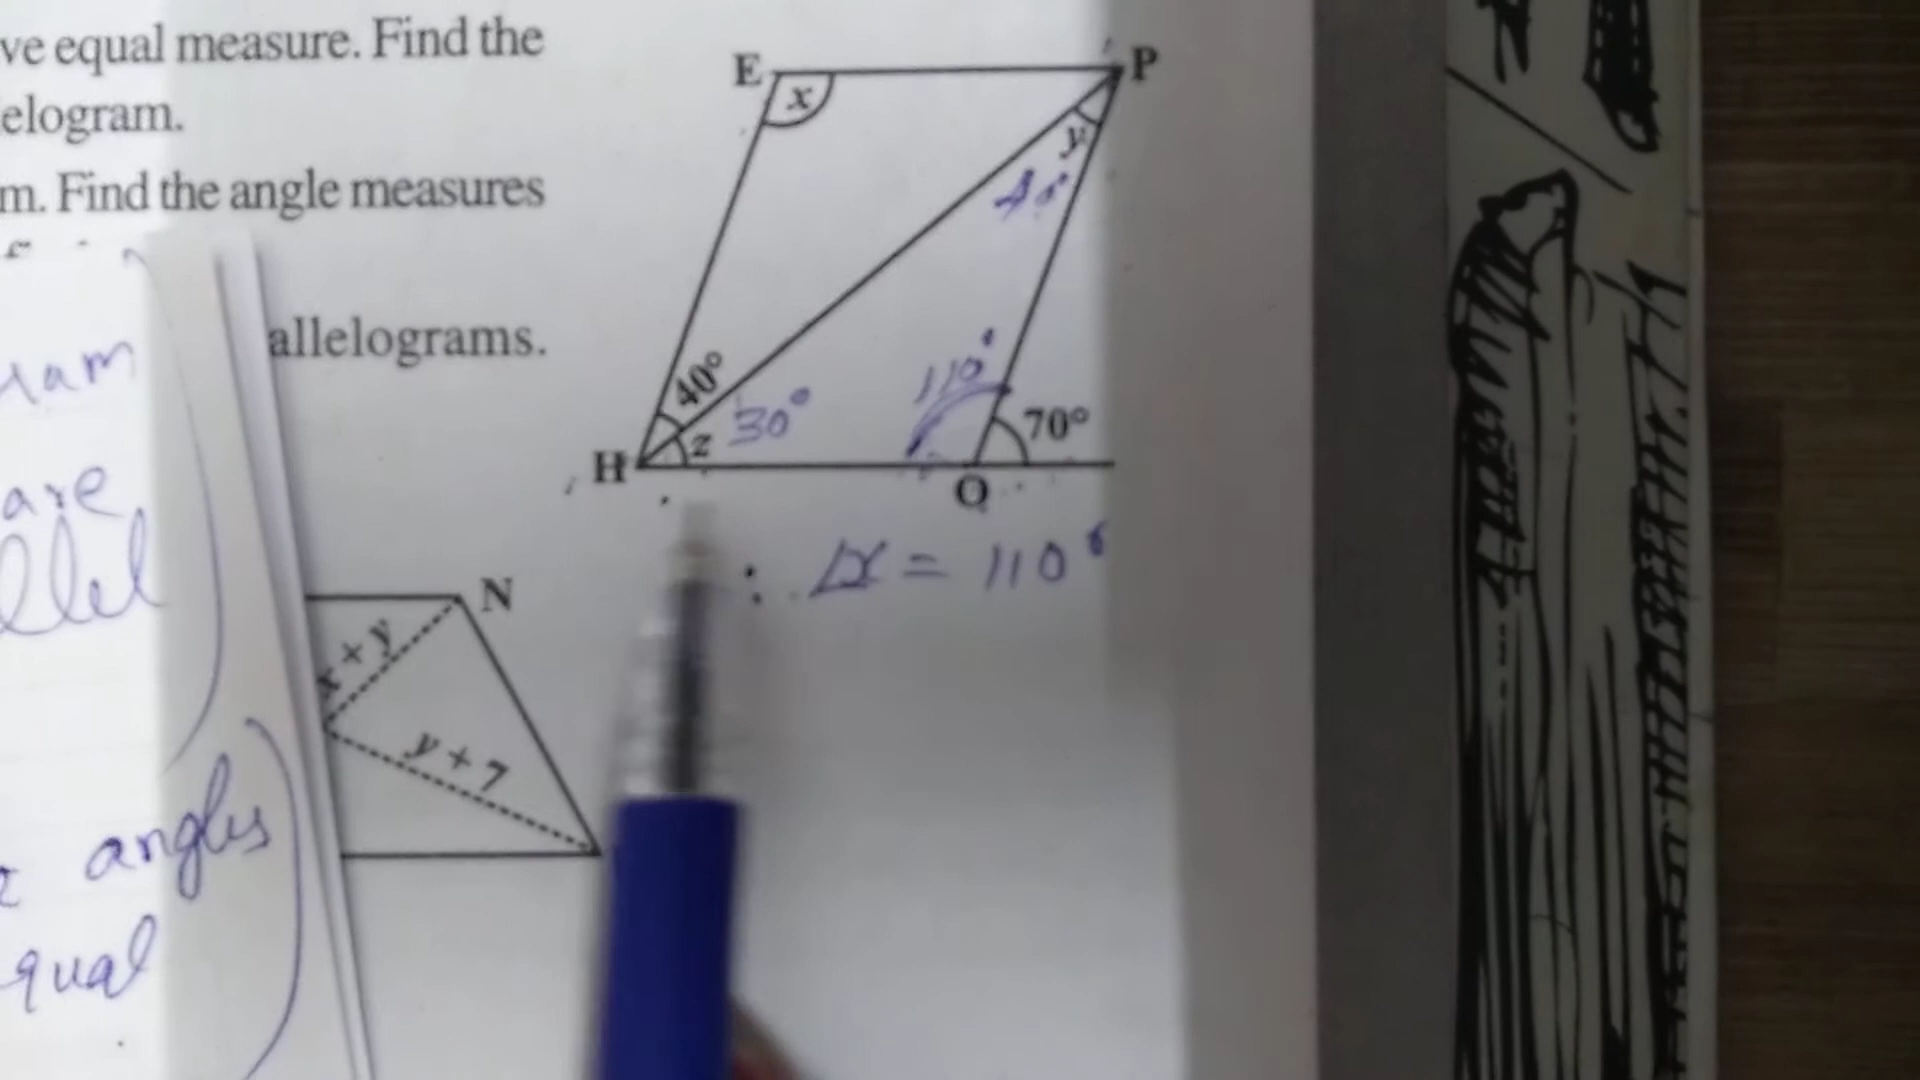 ve equal measure. Find the
elogram.
m. Find the angle measures
allelograms.
E
x
P
y
40°
110°
40°
30°
z
70°
H
O
∠x = 110°
are
llel
N
x + y
y + 7
angles
qual